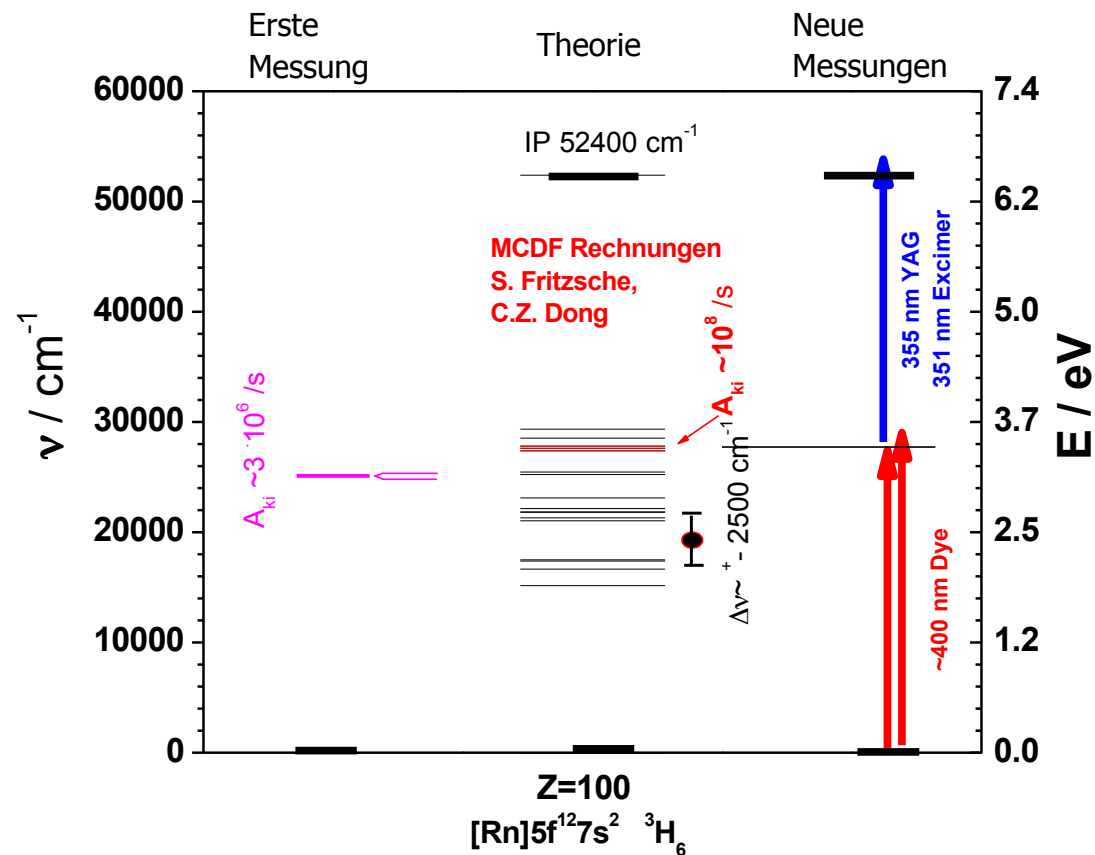 Erste
Messung
Theorie
Neue
Messungen
60000
50000
40000
30000
20000
10000
0
ν / cm⁻¹
7.4
6.2
5.0
3.7
2.5
1.2
0.0
E / eV
IP 52400 cm⁻¹
MCDF Rechnungen
S. Fritzsche,
C.Z. Dong
A_ki ~3·10⁶ /s
A_ki ~10⁸ /s
Δν~ ⁺- 2500 cm⁻¹
355 nm YAG
351 nm Excimer
~400 nm Dye
Z=100
[Rn]5f¹²7s² ³H₆